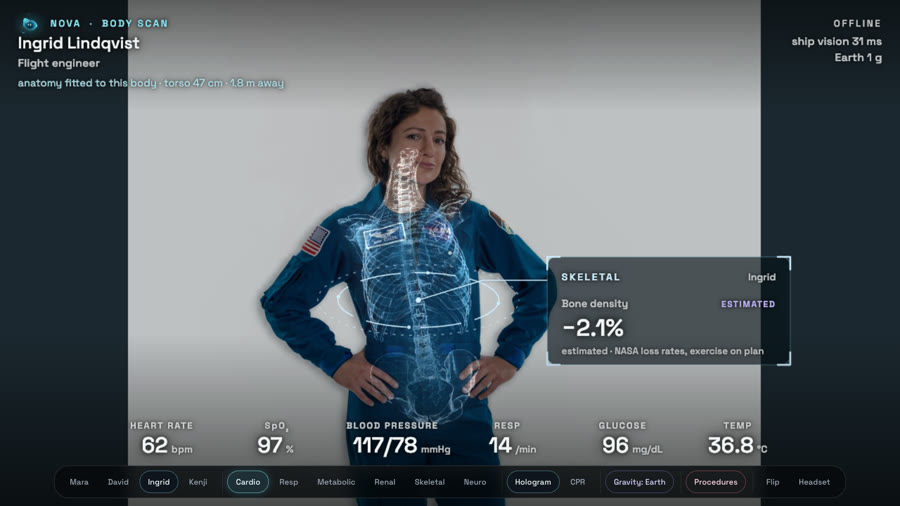 NOVA · BODY SCAN
Ingrid Lindqvist
Flight engineer
anatomy fitted to this body · torso 47 cm · 1.8 m away
OFFLINE
ship vision 31 ms
Earth 1 g
SKELETAL Ingrid
Bone density ESTIMATED
−2.1%
estimated · NASA loss rates, exercise on plan
HEART RATE SpO₂ BLOOD PRESSURE RESP GLUCOSE TEMP
62 bpm 97 % 117/78 mmHg 14 /min 96 mg/dL 36.8 °C
Mara David Ingrid Kenji Cardio Resp Metabolic Renal Skeletal Neuro Hologram CPR Gravity: Earth Procedures Flip Headset